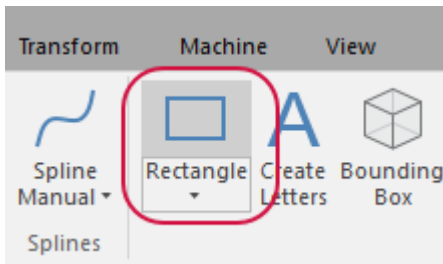 Transform Machine View
Spline Manual Rectangle Create Letters Bounding Box
Splines